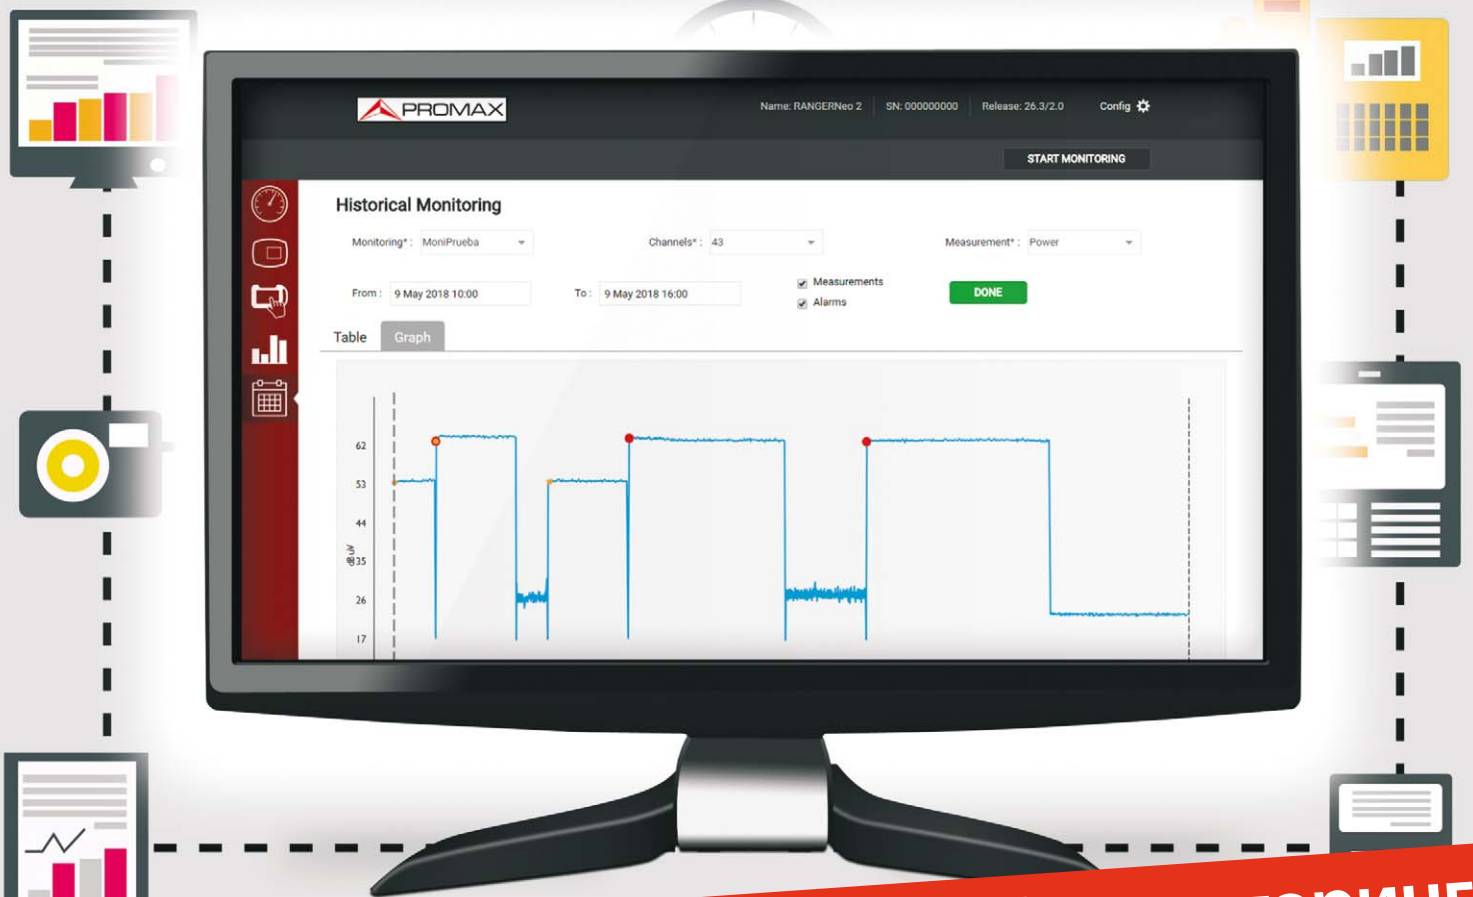 PROMAX
Name: RANGERNeo 2 SN: 000000000 Release: 26.3/2.0 Config
START MONITORING
Historical Monitoring
Monitoring* : MoniPrueba Channels* : 43 Measurement* : Power
From : 9 May 2018 10:00 To : 9 May 2018 16:00
Measurements
Alarms
DONE
Table Graph
62
53
44
dBuV
35
26
17